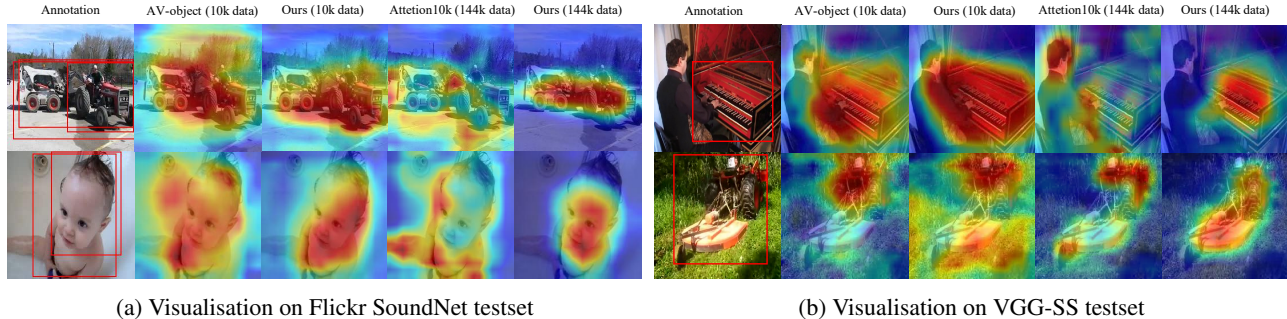 Annotation AV-object (10k data) Ours (10k data) Attetion10k (144k data) Ours (144k data)
Annotation AV-object (10k data) Ours (10k data) Attetion10k (144k data) Ours (144k data)
(a) Visualisation on Flickr SoundNet testset
(b) Visualisation on VGG-SS testset